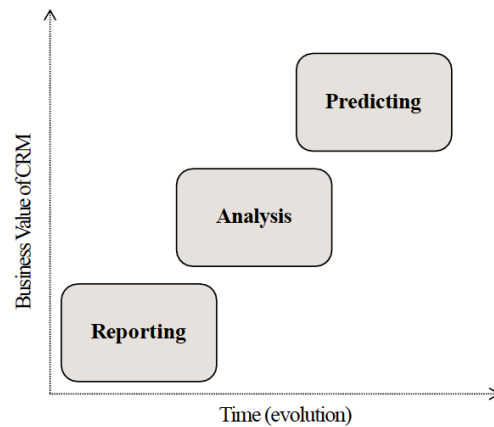 Business Value of CRM
Predicting
Analysis
Reporting
Time (evolution)